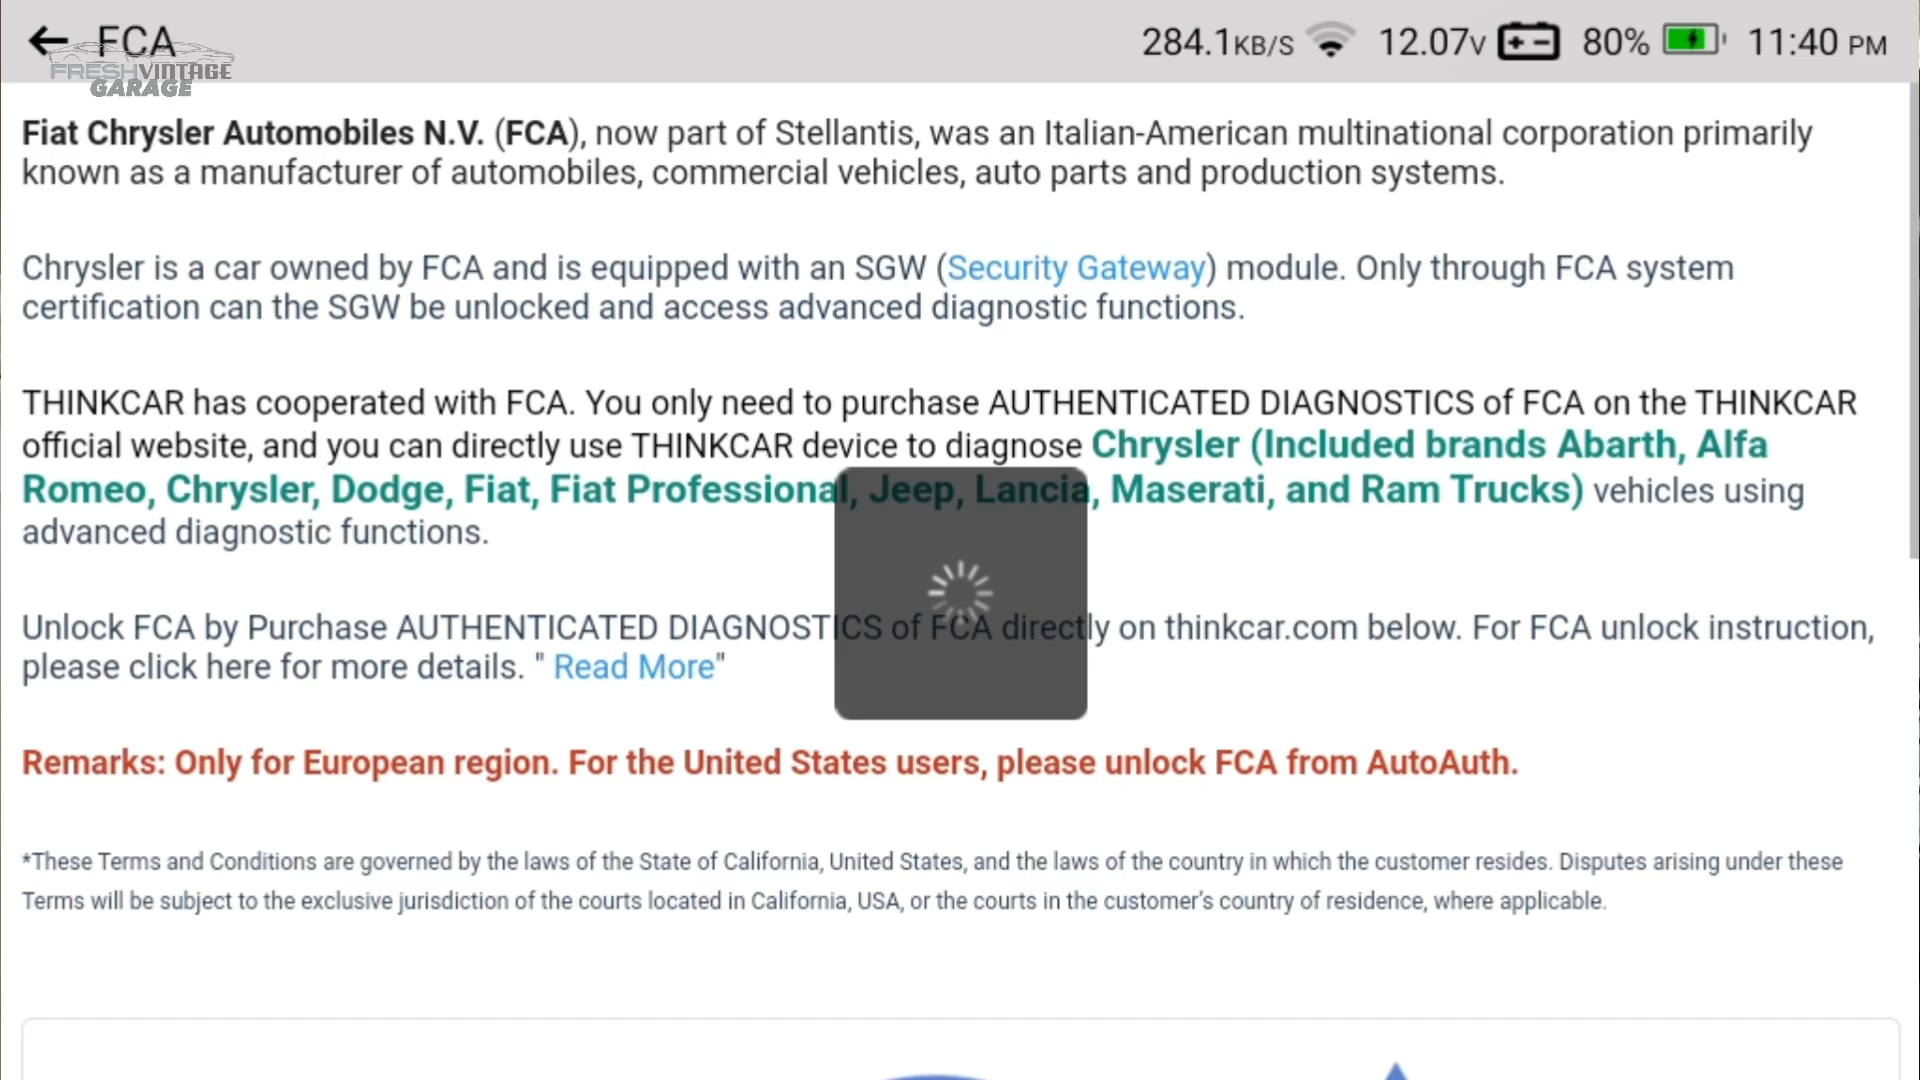 FCA
FRESHVINTAGE
GARAGE
284.1KB/S 12.07V 80% 11:40 PM
Fiat Chrysler Automobiles N.V. (FCA), now part of Stellantis, was an Italian-American multinational corporation primarily
known as a manufacturer of automobiles, commercial vehicles, auto parts and production systems.
Chrysler is a car owned by FCA and is equipped with an SGW (Security Gateway) module. Only through FCA system
certification can the SGW be unlocked and access advanced diagnostic functions.
THINKCAR has cooperated with FCA. You only need to purchase AUTHENTICATED DIAGNOSTICS of FCA on the THINKCAR
official website, and you can directly use THINKCAR device to diagnose Chrysler (Included brands Abarth, Alfa
Romeo, Chrysler, Dodge, Fiat, Fiat Professional, Jeep, Lancia, Maserati, and Ram Trucks) vehicles using
advanced diagnostic functions.
Unlock FCA by Purchase AUTHENTICATED DIAGNOSTICS of FCA directly on thinkcar.com below. For FCA unlock instruction,
please click here for more details. " Read More"
Remarks: Only for European region. For the United States users, please unlock FCA from AutoAuth.
*These Terms and Conditions are governed by the laws of the State of California, United States, and the laws of the country in which the customer resides. Disputes arising under these
Terms will be subject to the exclusive jurisdiction of the courts located in California, USA, or the courts in the customer’s country of residence, where applicable.